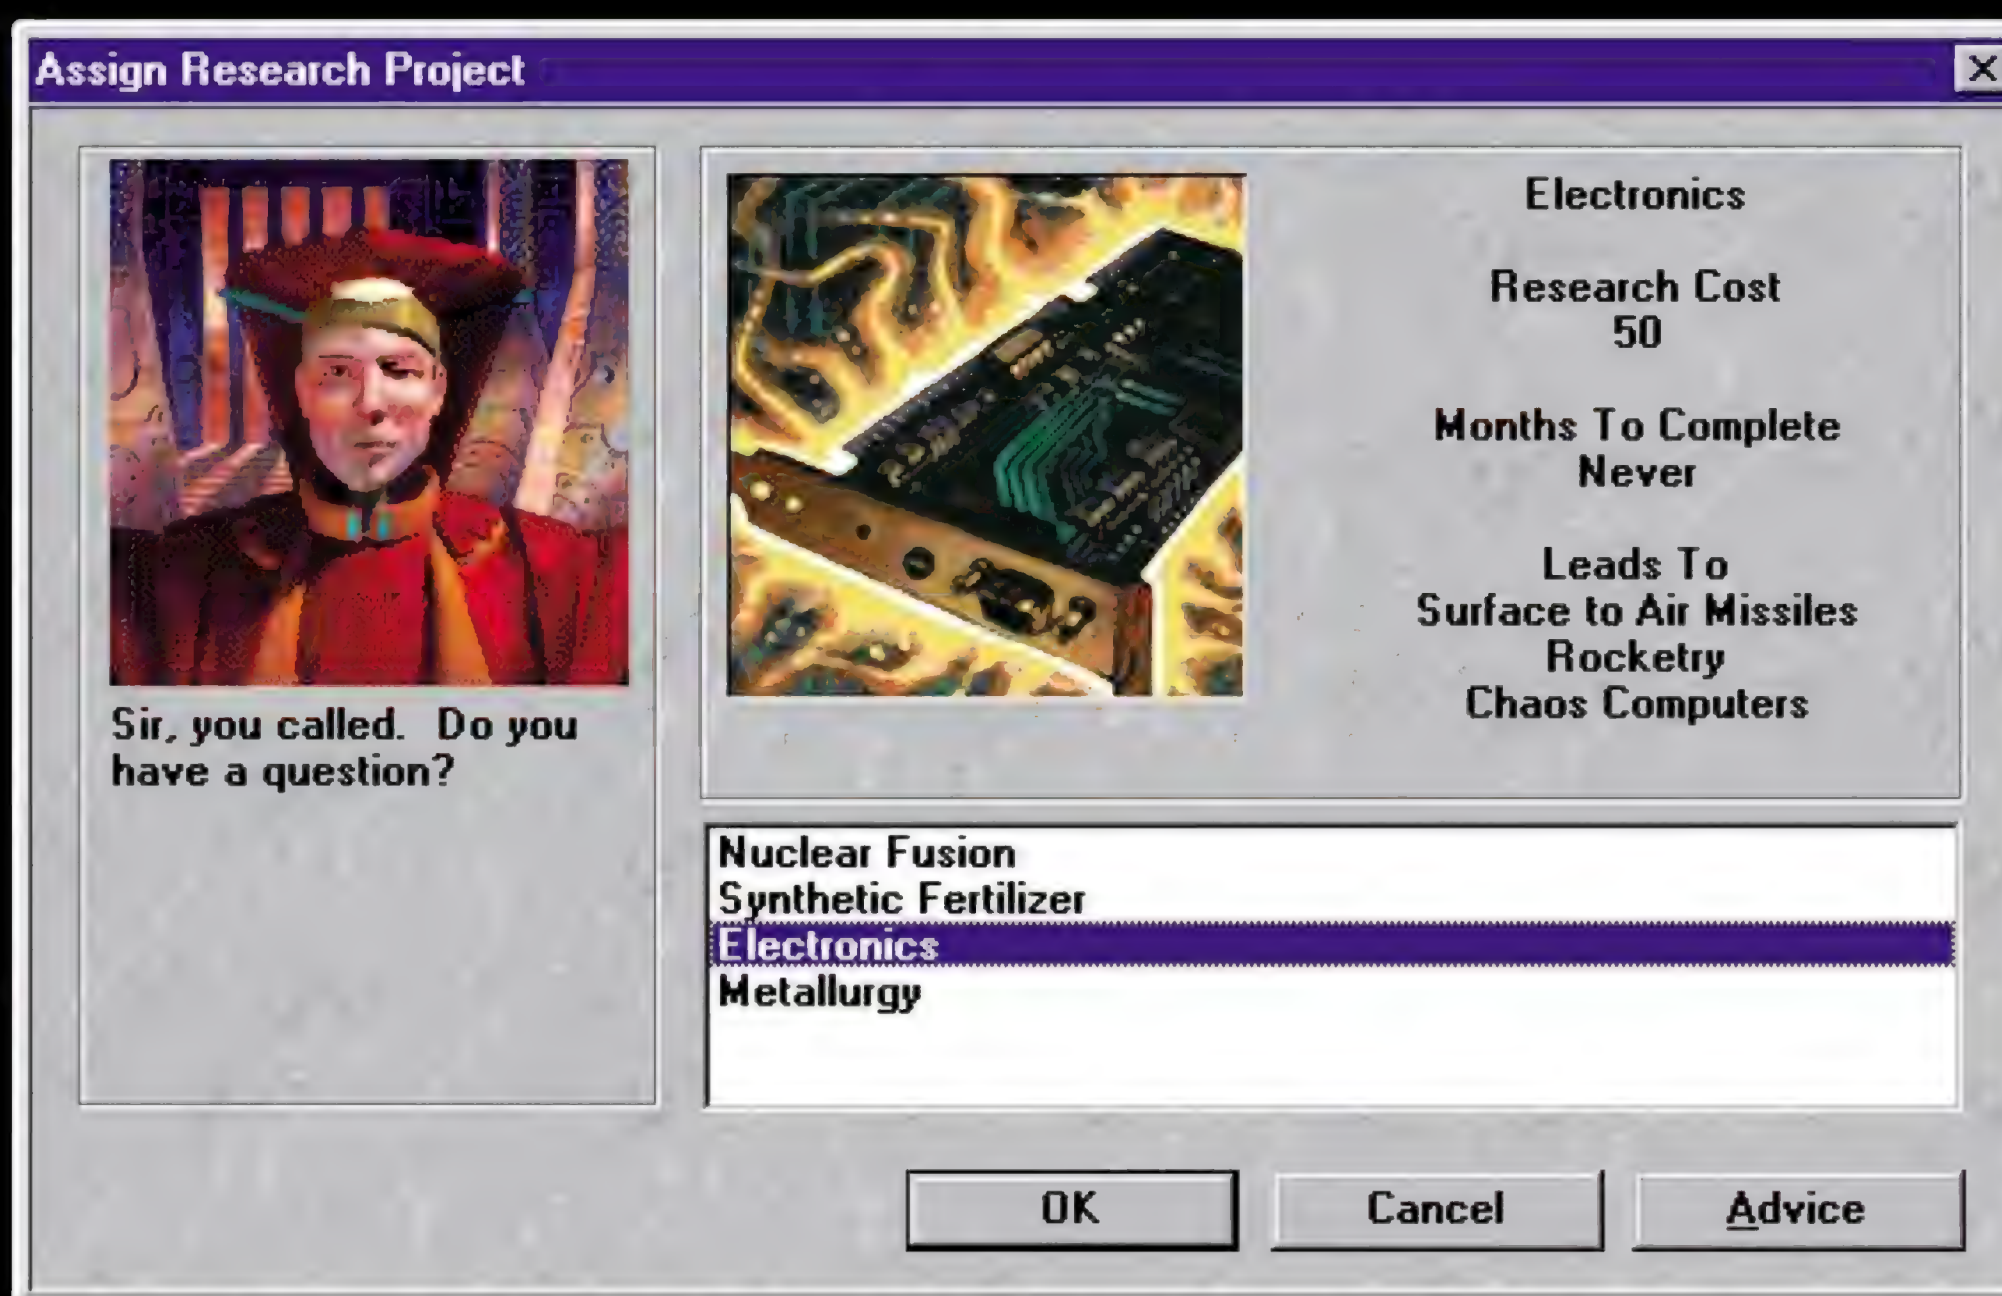 Assign Research Project
Sir, you called. Do you
have a question?
Electronics
Research Cost
50
Months To Complete
Never
Leads To
Surface to Air Missiles
Rocketry
Chaos Computers
Nuclear Fusion
Synthetic Fertilizer
Electronics
Metallurgy
OK
Cancel
Advice